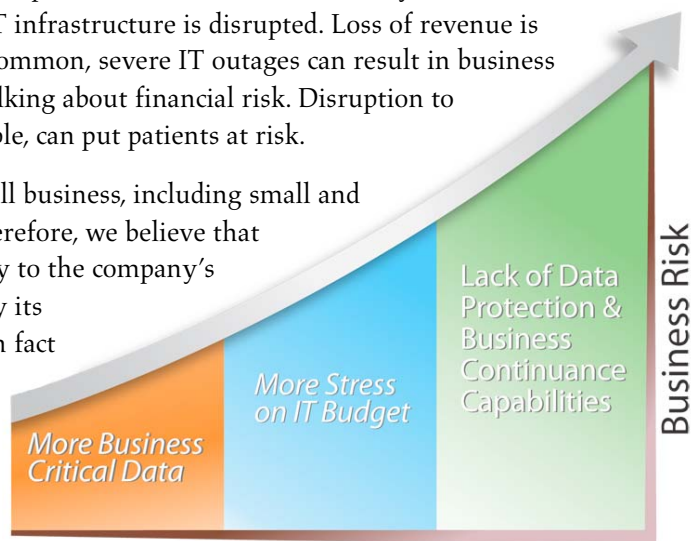 T infrastructure is disrupted. Loss of revenue is
ommon, severe IT outages can result in business
lking about financial risk. Disruption to
ple, can put patients at risk.
ll business, including small and
erefore, we believe that
y to the company's
y its
n fact
More Business
Critical Data
More Stress
on IT Budget
Lack of Data
Protection &
Business
Continuance
Capabilities
Business Risk